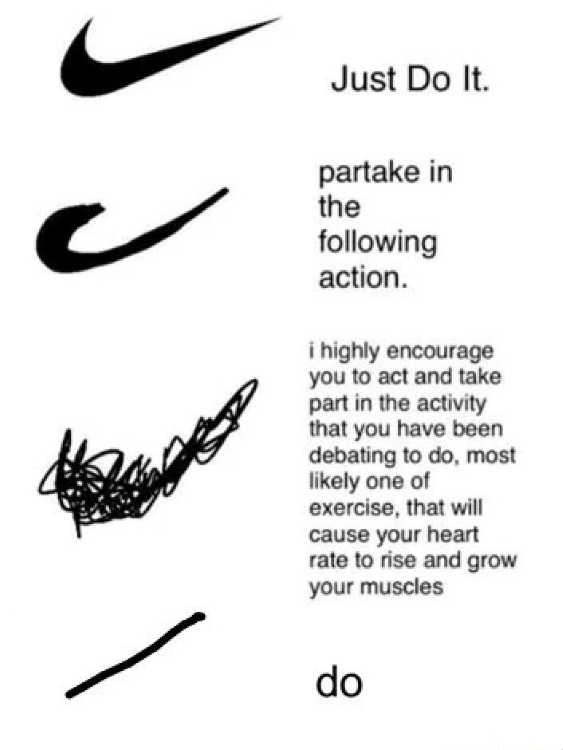 Just Do It.
partake in
the
following
action.
i highly encourage
you to act and take
part in the activity
that you have been
debating to do, most
likely one of
exercise, that will
cause your heart
rate to rise and grow
your muscles
do